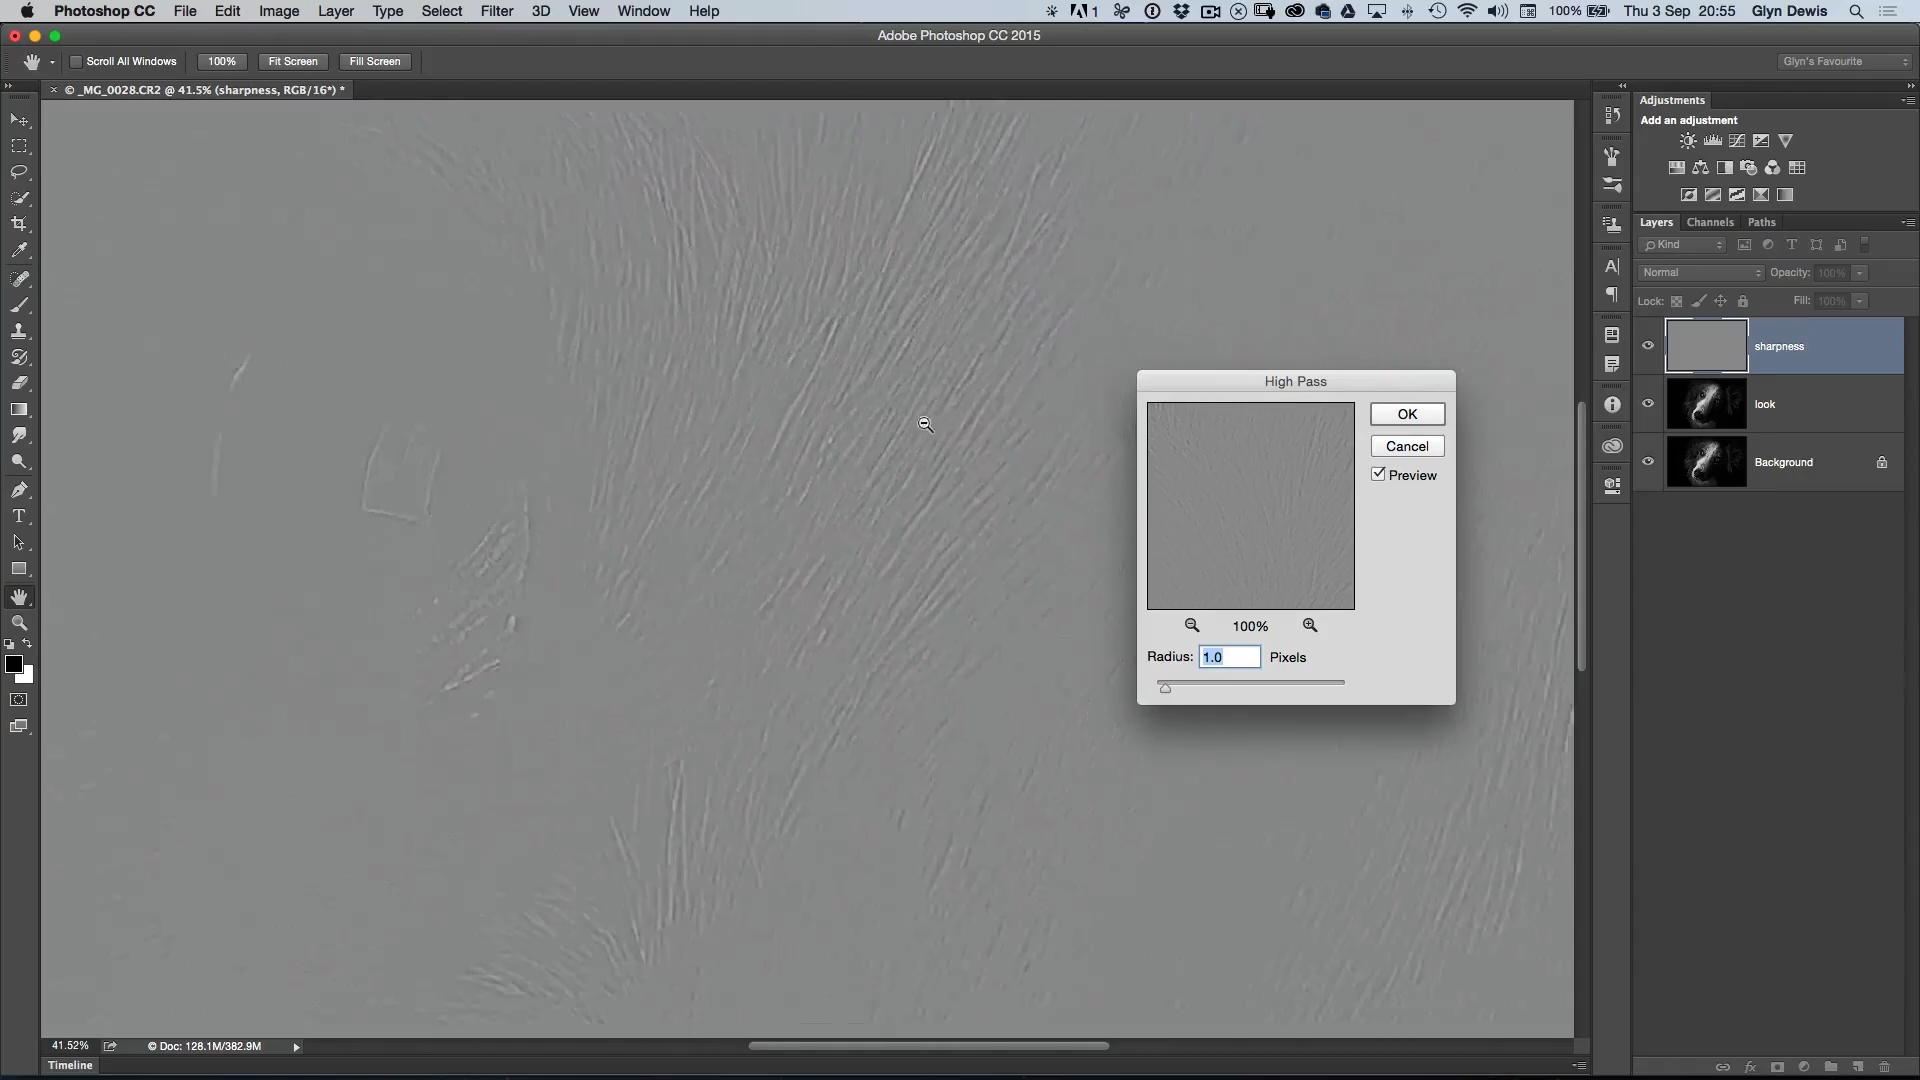 Photoshop CC File Edit Image Layer Type Select Filter 3D View Window Help 1 100% Thu 3 Sep 20:55 Glyn Dewis
Adobe Photoshop CC 2015
Scroll All Windows 100% Fit Screen Fill Screen Glyn's Favourite
© _MG_0028.CR2 @ 41.5% (sharpness, RGB/16*) *
Adjustments
Add an adjustment
Layers Channels Paths
Kind
Normal Opacity: 100%
Lock: Fill: 100%
sharpness
look
Background
High Pass
OK
Cancel
Preview
100%
Radius: 1.0 Pixels
41.52% © Doc: 128.1M/382.9M
Timeline